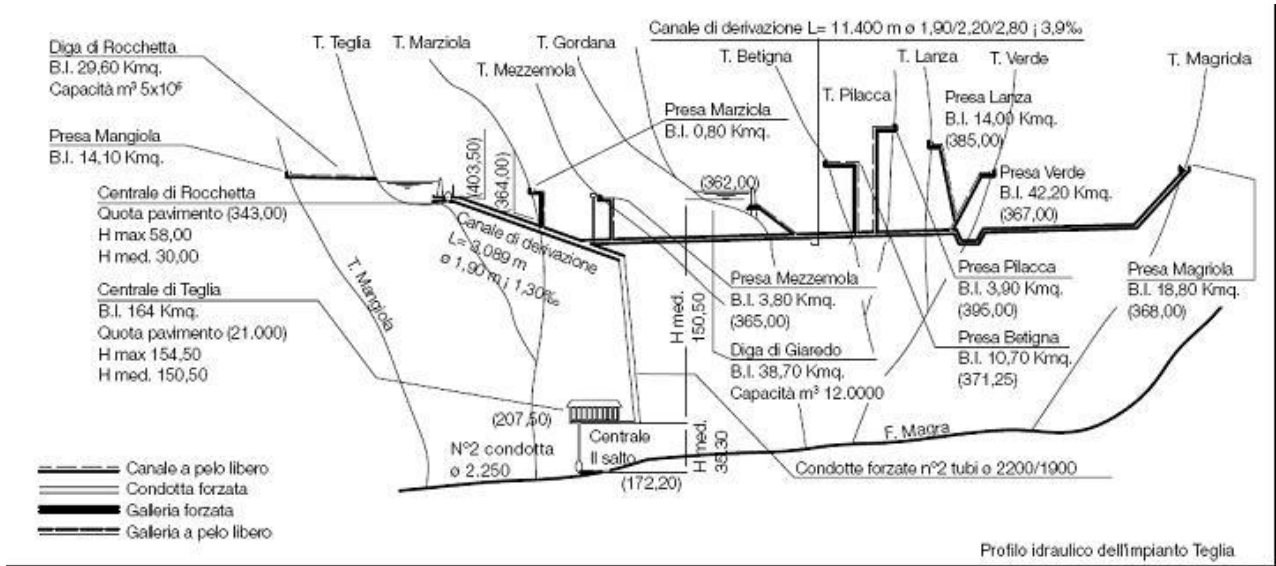 Canale di derivazione L= 11.400 m ø 1,90/2,20/2,80 ¡ 3,9‰
Diga di Rocchetta
B.I. 29,60 Kmq.
Capacità m³ 5x10⁶
T. Teglia
T. Marziola
T. Gordana
T. Mezzemola
T. Betigna
T. Lanza
T. Verde
T. Magriola
T. Pilacca
Presa Mangiola
B.I. 14,10 Kmq.
Presa Marziola
B.I. 0,80 Kmq.
Presa Lanza
B.I. 14,00 Kmq.
(385,00)
Presa Verde
B.I. 42,20 Kmq.
(367,00)
(403,50)
364,00)
(362,00)
Centrale di Rocchetta
Quota pavimento (343,00)
H max 58,00
H med. 30,00
Canale di derivazione
L= 3,089 m
ø 1,90 m ¡ 1,30‰
T. Mangiola
Centrale di Teglia
B.I. 164 Kmq.
Quota pavimento (21.000)
H max 154,50
H med. 150,50
H med.
150,50
Presa Mezzemola
B.I. 3,80 Kmq.
(365,00)
Diga di Giaredo
B.I. 38,70 Kmq.
Capacità m³ 12.0000
Presa Pilacca
B.I. 3,90 Kmq.
(395,00)
Presa Betigna
B.I. 10,70 Kmq.
(371,25)
Presa Magriola
B.I. 18,80 Kmq.
(368,00)
(207,50)
N°2 condotta
ø 2.250
Centrale
II salto
H med.
35,30
(172,20)
F. Magra
Condotte forzate n°2 tubi ø 2200/1900
Canale a pelo libero
Condotta forzata
Galleria forzata
Galleria a pelo libero
Profilo idraulico dell'impianto Teglia